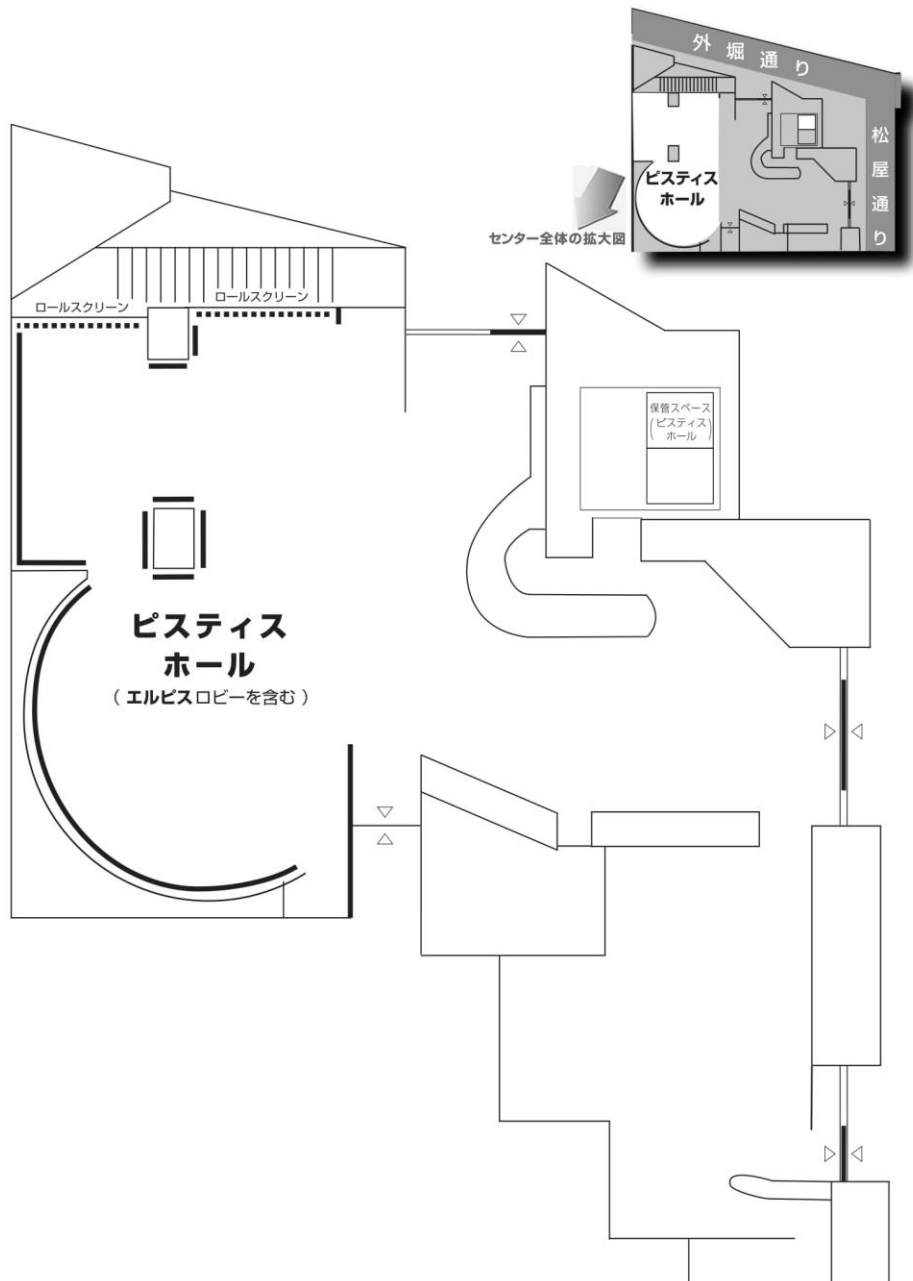 外堀通り
松屋通り
ピスティス
ホール
センター全体の拡大図
ロールスクリーン
ロールスクリーン
保管スペース
(ピスティス)
ホール
ピスティス
ホール
( エルピスロビーを含む )